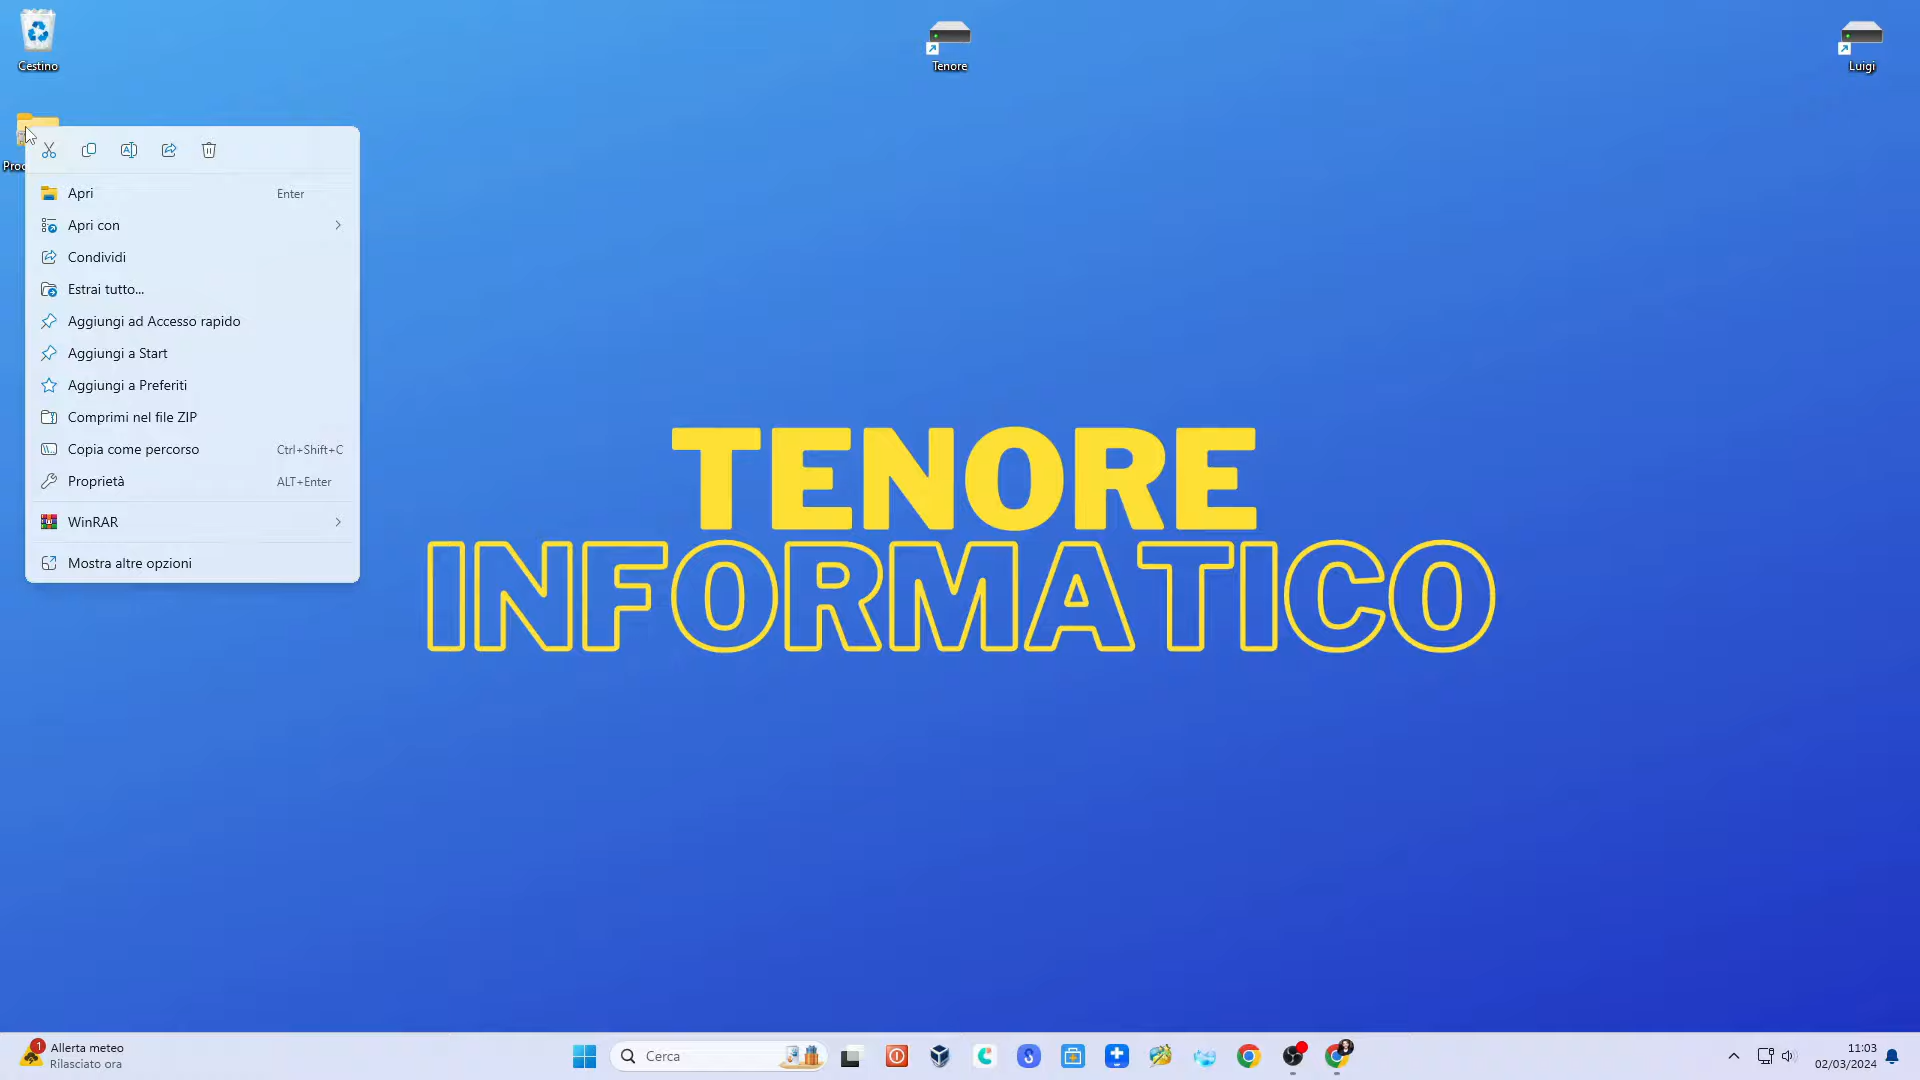 Cestino
Tenore
Luigi
Apri Enter
Apri con
Condividi
Estrai tutto...
Aggiungi ad Accesso rapido
Aggiungi a Start
Aggiungi a Preferiti
Comprimi nel file ZIP
Copia come percorso Ctrl+Shift+C
Proprietà ALT+Enter
WinRAR
Mostra altre opzioni
TENORE
INFORMATICO
1
Allerta meteo
Rilasciato ora
Cerca
11:03
02/03/2024